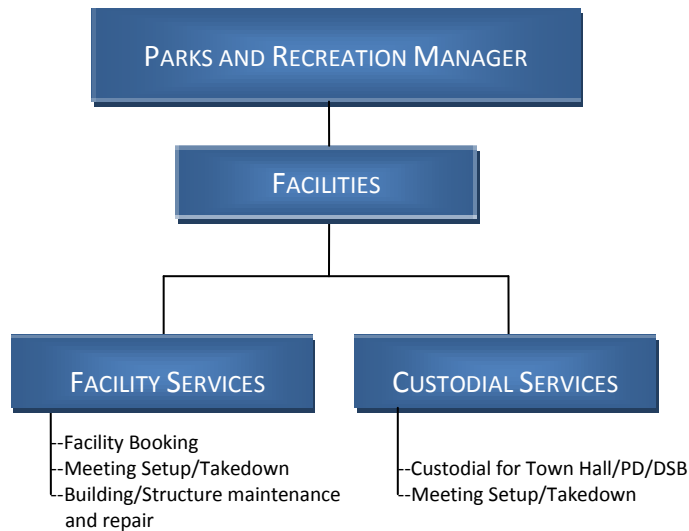 PARKS AND RECREATION MANAGER
FACILITIES
FACILITY SERVICES
--Facility Booking
--Meeting Setup/Takedown
--Building/Structure maintenance
and repair
CUSTODIAL SERVICES
--Custodial for Town Hall/PD/DSB
--Meeting Setup/Takedown